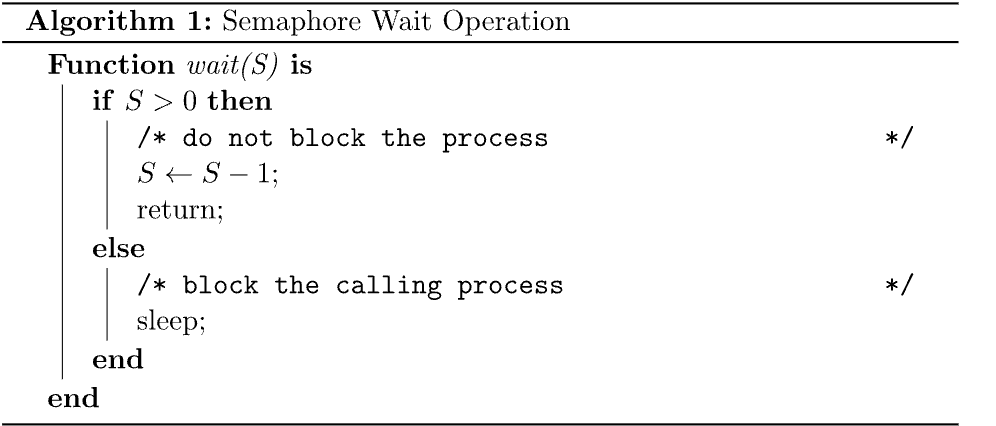 Algorithm 1: Semaphore Wait Operation
Function wait(S) is
if S > 0 then
/* do not block the process */
S ← S − 1;
return;
else
/* block the calling process */
sleep;
end
end